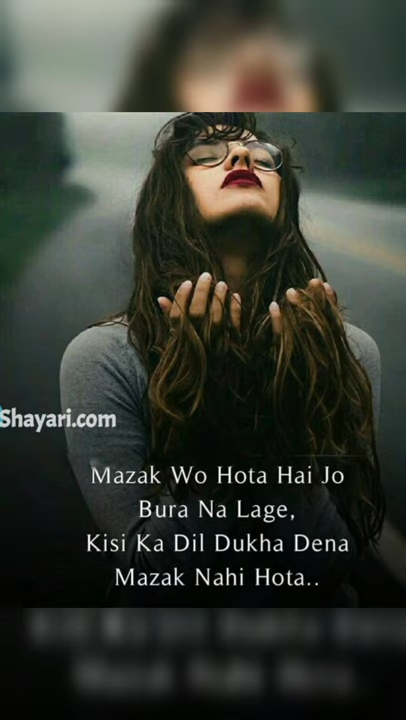 Shayari.com
Mazak Wo Hota Hai Jo
Bura Na Lage,
Kisi Ka Dil Dukha Dena
Mazak Nahi Hota..